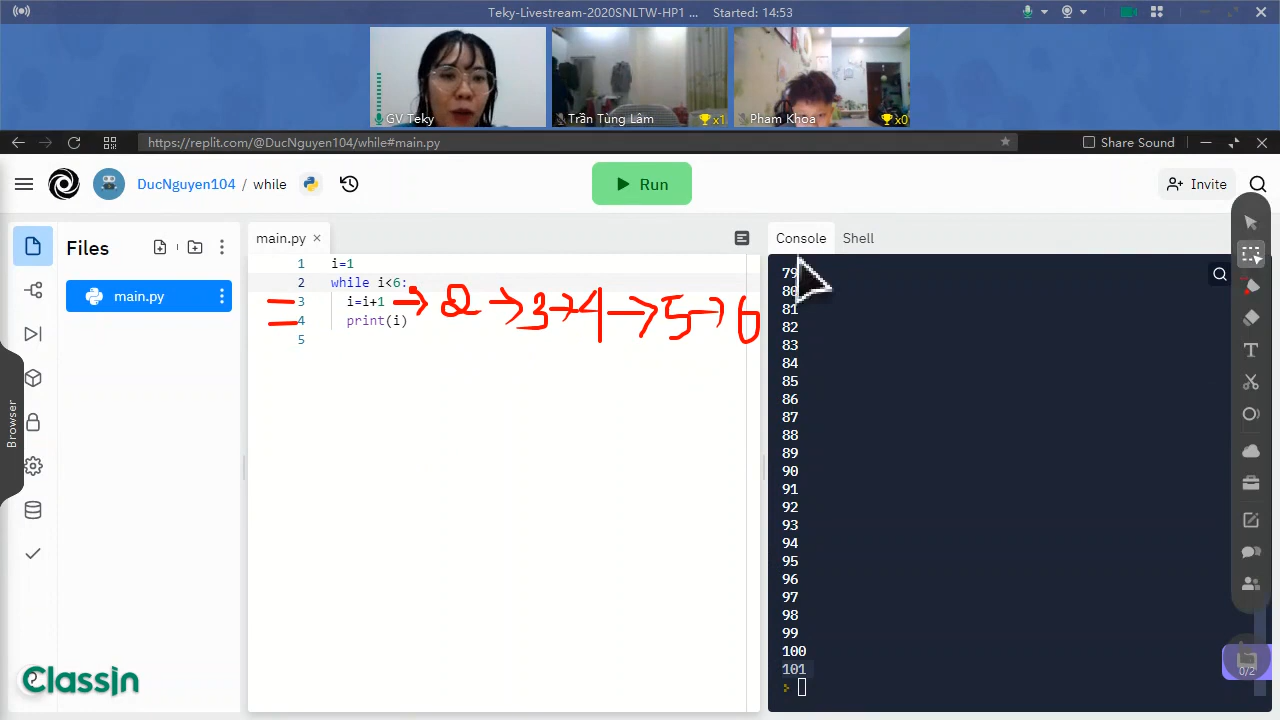 Teky-Livestream-2020SNLTW-HP1 ... Started: 14:53
GV Teky
Trần Tùng Lâm
x1
Pham Khoa
x0
https://replit.com/@DucNguyen104/while#main.py
Share Sound
DucNguyen104 / while
Run
Invite
Files
main.py
main.py ×
1 i=1
2 while i<6:
3 i=i+1
4 print(i)
5
→ 2 → 3 → 4 → 5 → 6
Console
Shell
79
80
81
82
83
84
85
86
87
88
89
90
91
92
93
94
95
96
97
98
99
100
101
Browser
0/2
ClassIn